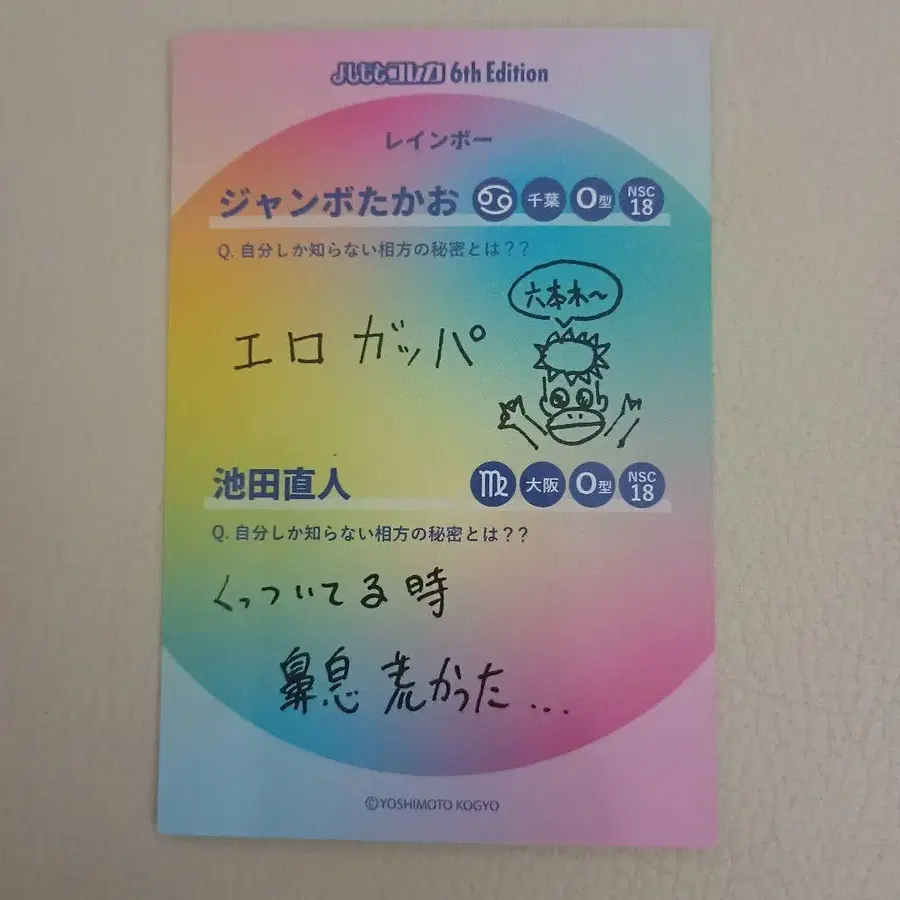 よしもとコレカ 6th Edition
レインボー
ジャンボたかお ♋ 千葉 O型 NSC 18
Q. 自分しか知らない相方の秘密とは??
六本木〜
エロガッパ
池田直人 ♍ 大阪 O型 NSC 18
Q. 自分しか知らない相方の秘密とは??
くっついてる時
鼻息荒かった...
©YOSHIMOTO KOGYO